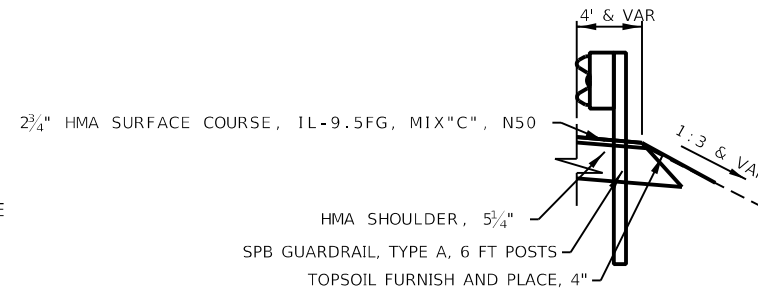 4' & VAR
2¾" HMA SURFACE COURSE, IL-9.5FG, MIX"C", N50
1:3 & VAR
E
HMA SHOULDER, 5¼"
SPB GUARDRAIL, TYPE A, 6 FT POSTS
TOPSOIL FURNISH AND PLACE, 4"